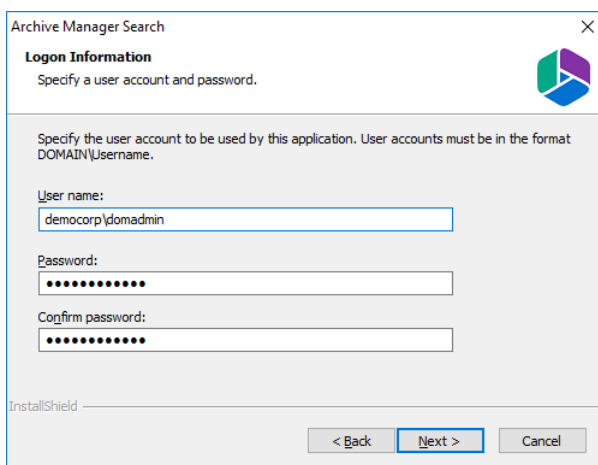 Archive Manager Search
Logon Information
Specify a user account and password.
Specify the user account to be used by this application. User accounts must be in the format
DOMAIN\Username.
User name:
democorp\domadmin
Password:
●●●●●●●●●●●●
Confirm password:
●●●●●●●●●●●●
InstallShield
< Back
Next >
Cancel